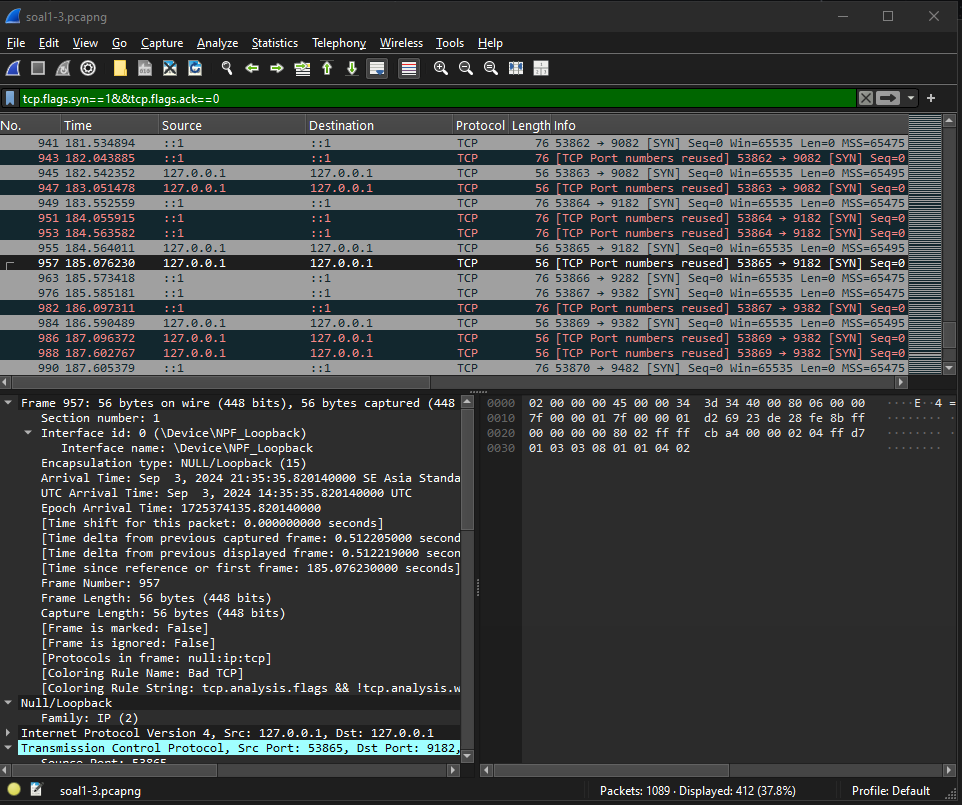 soal1-3.pcapng
File Edit View Go Capture Analyze Statistics Telephony Wireless Tools Help
tcp.flags.syn==1&&tcp.flags.ack==0
No. Time Source Destination Protocol Length Info
941 181.534894 ::1 ::1 TCP 76 53862 → 9082 [SYN] Seq=0 Win=65535 Len=0 MSS=65475
943 182.043885 ::1 ::1 TCP 76 [TCP Port numbers reused] 53862 → 9082 [SYN] Seq=0
945 182.542352 127.0.0.1 127.0.0.1 TCP 56 53863 → 9082 [SYN] Seq=0 Win=65535 Len=0 MSS=65495
947 183.051478 127.0.0.1 127.0.0.1 TCP 56 [TCP Port numbers reused] 53863 → 9082 [SYN] Seq=0
949 183.552559 ::1 ::1 TCP 76 53864 → 9182 [SYN] Seq=0 Win=65535 Len=0 MSS=65475
951 184.055915 ::1 ::1 TCP 76 [TCP Port numbers reused] 53864 → 9182 [SYN] Seq=0
953 184.563582 ::1 ::1 TCP 76 [TCP Port numbers reused] 53864 → 9182 [SYN] Seq=0
955 184.564011 127.0.0.1 127.0.0.1 TCP 56 53865 → 9182 [SYN] Seq=0 Win=65535 Len=0 MSS=65495
957 185.076230 127.0.0.1 127.0.0.1 TCP 56 [TCP Port numbers reused] 53865 → 9182 [SYN] Seq=0
963 185.573418 ::1 ::1 TCP 76 53866 → 9282 [SYN] Seq=0 Win=65535 Len=0 MSS=65475
976 185.585181 ::1 ::1 TCP 76 53867 → 9382 [SYN] Seq=0 Win=65535 Len=0 MSS=65475
982 186.097311 ::1 ::1 TCP 76 [TCP Port numbers reused] 53867 → 9382 [SYN] Seq=0
984 186.590489 127.0.0.1 127.0.0.1 TCP 56 53869 → 9382 [SYN] Seq=0 Win=65535 Len=0 MSS=65495
986 187.096372 127.0.0.1 127.0.0.1 TCP 56 [TCP Port numbers reused] 53869 → 9382 [SYN] Seq=0
988 187.602767 127.0.0.1 127.0.0.1 TCP 56 [TCP Port numbers reused] 53869 → 9382 [SYN] Seq=0
990 187.605379 ::1 ::1 TCP 76 53870 → 9482 [SYN] Seq=0 Win=65535 Len=0 MSS=65475
Frame 957: 56 bytes on wire (448 bits), 56 bytes captured (448
Section number: 1
Interface id: 0 (\Device\NPF_Loopback)
Interface name: \Device\NPF_Loopback
Encapsulation type: NULL/Loopback (15)
Arrival Time: Sep  3, 2024 21:35:35.820140000 SE Asia Standa
UTC Arrival Time: Sep  3, 2024 14:35:35.820140000 UTC
Epoch Arrival Time: 1725374135.820140000
[Time shift for this packet: 0.000000000 seconds]
[Time delta from previous captured frame: 0.512205000 second
[Time delta from previous displayed frame: 0.512219000 secon
[Time since reference or first frame: 185.076230000 seconds]
Frame Number: 957
Frame Length: 56 bytes (448 bits)
Capture Length: 56 bytes (448 bits)
[Frame is marked: False]
[Frame is ignored: False]
[Protocols in frame: null:ip:tcp]
[Coloring Rule Name: Bad TCP]
[Coloring Rule String: tcp.analysis.flags && !tcp.analysis.w
Null/Loopback
Family: IP (2)
Internet Protocol Version 4, Src: 127.0.0.1, Dst: 127.0.0.1
Transmission Control Protocol, Src Port: 53865, Dst Port: 9182,
Source Port: 53865
0000 02 00 00 00 45 00 00 34 3d 34 40 00 80 06 00 00 ····E··4 =
0010 7f 00 00 01 7f 00 00 01 d2 69 23 de 28 fe 8b ff ········ ·
0020 00 00 00 00 80 02 ff ff cb a4 00 00 02 04 ff d7 ········ ·
0030 01 03 03 08 01 01 04 02 ········
soal1-3.pcapng
Packets: 1089 · Displayed: 412 (37.8%)
Profile: Default